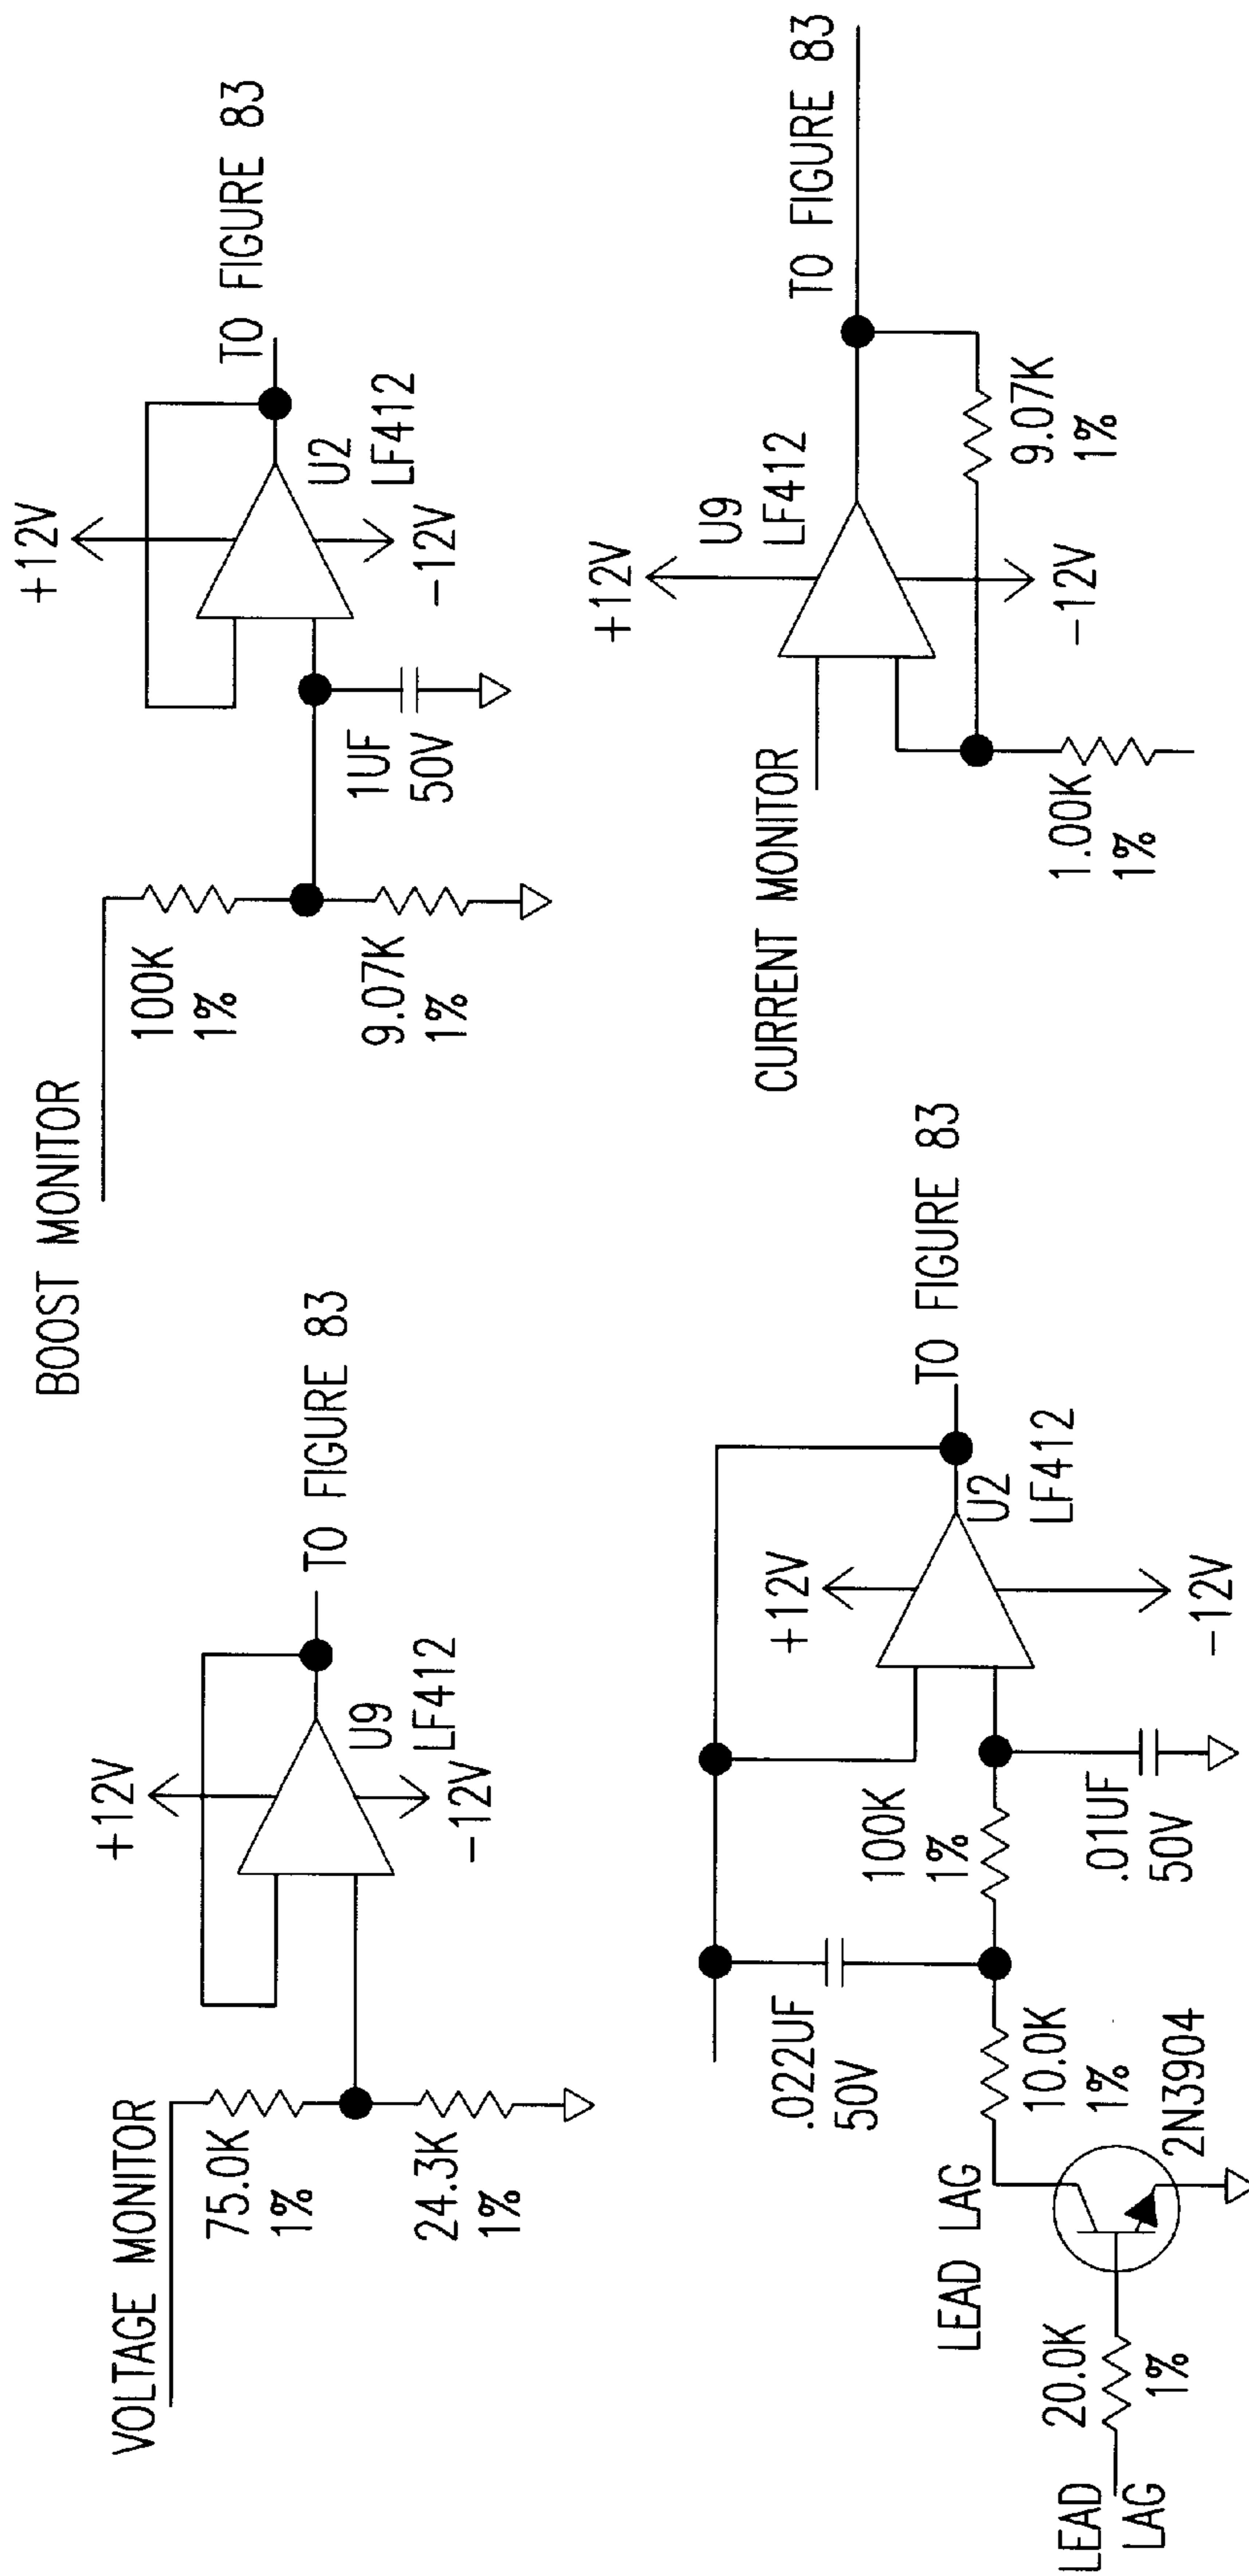 VOLTAGE MONITOR
75.0K
1%
24.3K
1%
+12V
U9
LF412
-12V
TO FIGURE 83
BOOST MONITOR
100K
1%
9.07K
1%
1UF
50V
+12V
U2
LF412
-12V
TO FIGURE 83
LEAD
LAG
20.0K
1%
LEAD LAG
2N3904
10.0K
1%
.022UF
50V
100K
1%
.01UF
50V
+12V
U2
LF412
-12V
TO FIGURE 83
CURRENT MONITOR
1.00K
1%
+12V
U9
LF412
-12V
9.07K
1%
TO FIGURE 83